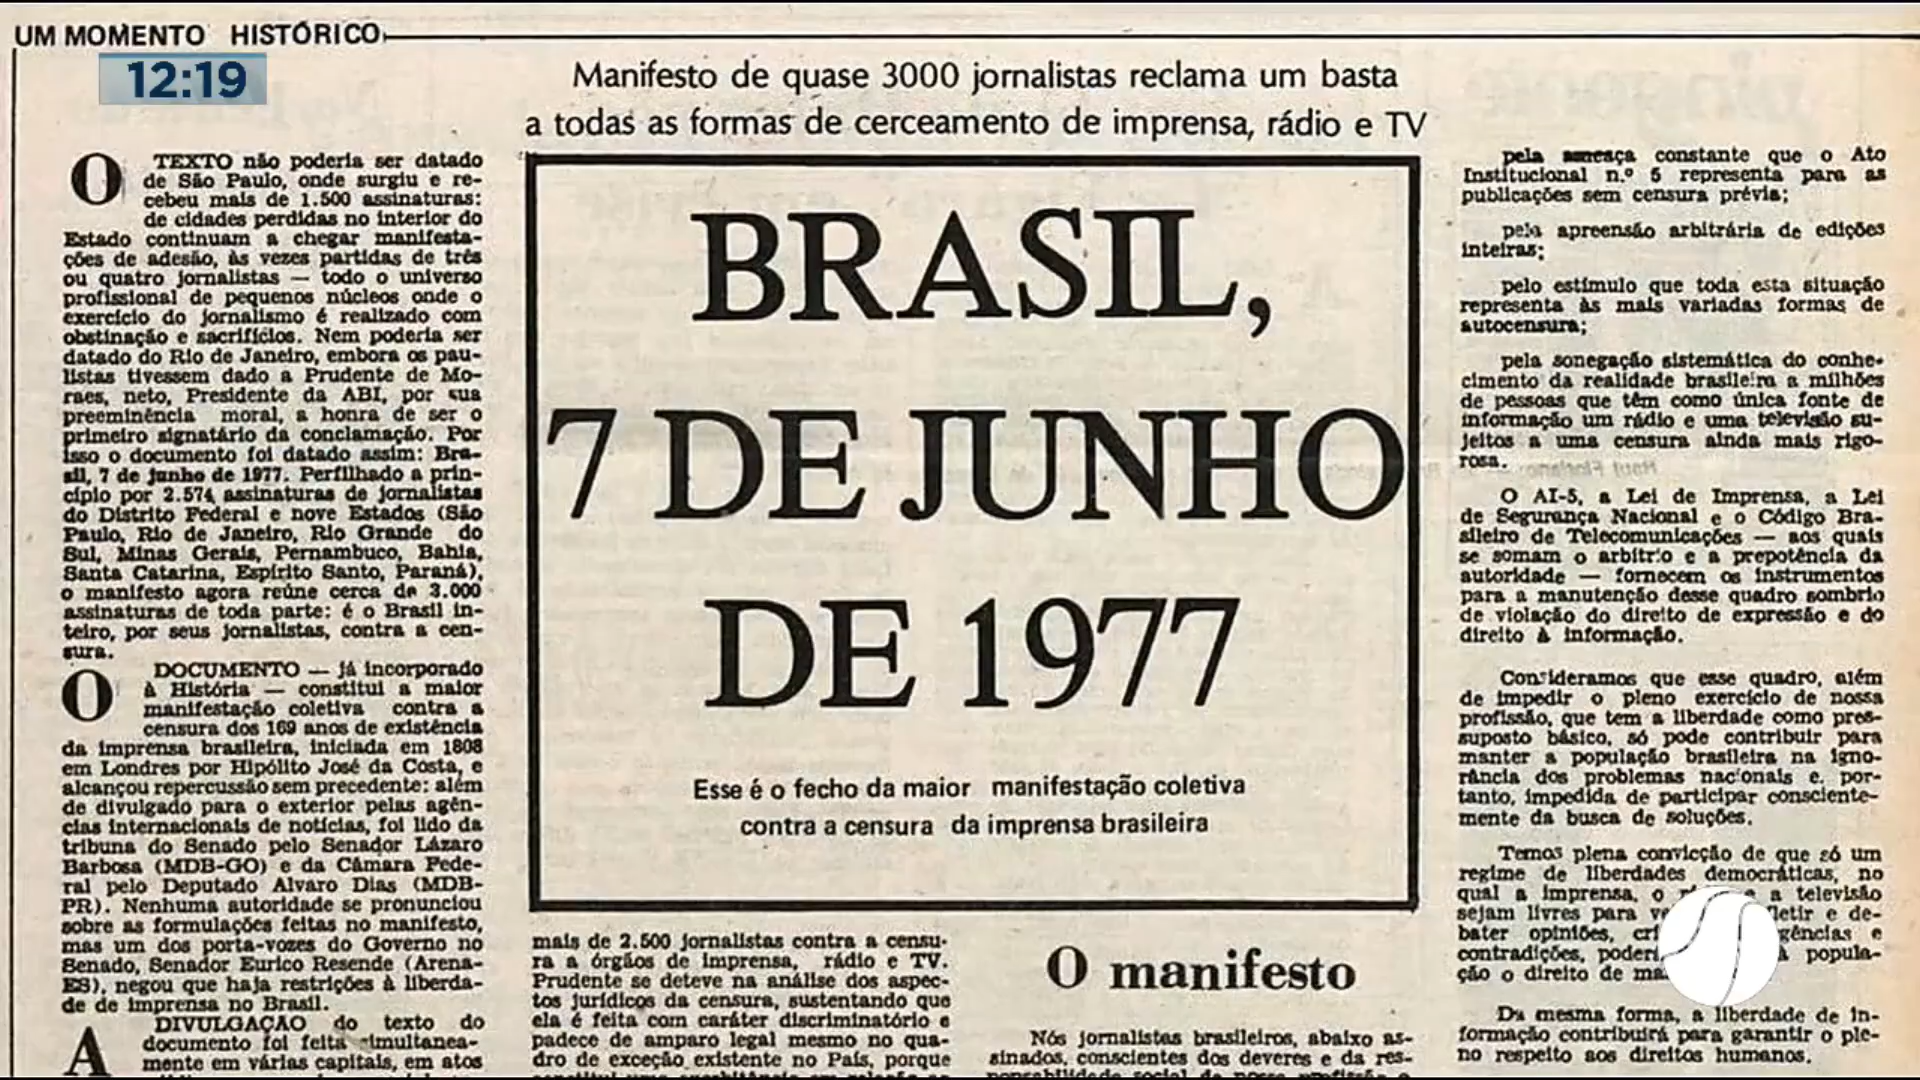 UM MOMENTO HISTÓRICO
12:19
Manifesto de quase 3000 jornalistas reclama um basta
a todas as formas de cerceamento de imprensa, rádio e TV
O TEXTO não poderia ser datado
de São Paulo, onde surgiu e re-
cebeu mais de 1.500 assinaturas:
de cidades perdidas no interior do
Estado continuam a chegar manifesta-
ções de adesão, às vezes partidas de três
ou quatro jornalistas — todo o universo
profissional de pequenos núcleos onde o
exercício do jornalismo é realizado com
obstinação e sacrifícios. Nem poderia ser
datado do Rio de Janeiro, embora os pau-
listas tivessem dado a Prudente de Mo-
raes, neto, Presidente da ABI, por sua
preeminência moral, a honra de ser o
primeiro signatário da conclamação. Por
isso o documento foi datado assim: Bra-
sil, 7 de junho de 1977. Perfilhado a prin-
cípio por 2.574 assinaturas de jornalistas
do Distrito Federal e nove Estados (São
Paulo, Rio de Janeiro, Rio Grande do
Sul, Minas Gerais, Pernambuco, Bahia,
Santa Catarina, Espírito Santo, Paraná),
o manifesto agora reúne cerca de 3.000
assinaturas de toda parte: é o Brasil in-
teiro, por seus jornalistas, contra a cen-
sura.
O DOCUMENTO — já incorporado
à História — constitui a maior
manifestação coletiva contra a
censura dos 169 anos de existência
da imprensa brasileira, iniciada em 1808
em Londres por Hipólito José da Costa, e
alcançou repercussão sem precedente: além
de divulgado para o exterior pelas agên-
cias internacionais de notícias, foi lido da
tribuna do Senado pelo Senador Lázaro
Barbosa (MDB-GO) e da Câmara Fede-
ral pelo Deputado Alvaro Dias (MDB-
PR). Nenhuma autoridade se pronunciou
sobre as formulações feitas no manifesto,
mas um dos porta-vozes do Governo no
Senado, Senador Eurico Resende (Arena-
ES), negou que haja restrições à liberda-
de de imprensa no Brasil.
A DIVULGAÇÃO do texto do
documento foi feita simultanea-
mente em várias capitais, em atos
BRASIL,
7 DE JUNHO
DE 1977
Esse é o fecho da maior manifestação coletiva
contra a censura da imprensa brasileira
mais de 2.500 jornalistas contra a censu-
ra a órgãos de imprensa, rádio e TV.
Prudente se deteve na análise dos aspec-
tos jurídicos da censura, sustentando que
ela é feita com caráter discriminatório e
padece de amparo legal mesmo no qua-
dro de exceção existente no País, porque
O manifesto
Nós jornalistas brasileiros, abaixo as-
sinados, conscientes dos deveres e da res-
ponsabilidade social de nossa profissão e
pela ameaça constante que o Ato
Institucional n.º 5 representa para as
publicações sem censura prévia;
pela apreensão arbitrária de edições
inteiras;
pelo estímulo que toda esta situação
representa às mais variadas formas de
autocensura;
pela sonegação sistemática do conhe-
cimento da realidade brasileira a milhões
de pessoas que têm como única fonte de
informação um rádio e uma televisão su-
jeitos a uma censura ainda mais rigo-
rosa.
O AI-5, a Lei de Imprensa, a Lei
de Segurança Nacional e o Código Bra-
sileiro de Telecomunicações — aos quais
se somam o arbítrio e a prepotência da
autoridade — fornecem os instrumentos
para a manutenção desse quadro sombrio
de violação do direito de expressão e do
direito à informação.
Consideramos que esse quadro, além
de impedir o pleno exercício de nossa
profissão, que tem a liberdade como pres-
suposto básico, só pode contribuir para
manter a população brasileira na igno-
rância dos problemas nacionais e, por-
tanto, impedida de participar consciente-
mente da busca de soluções.
Temos plena convicção de que só um
regime de liberdades democráticas, no
qual a imprensa, o a televisão
sejam livres para letir e de-
bater opiniões, gências e
contradições, popula-
ção o direito de
Da mesma forma, a liberdade de in-
formação contribuirá para garantir o ple-
no respeito aos direitos humanos.